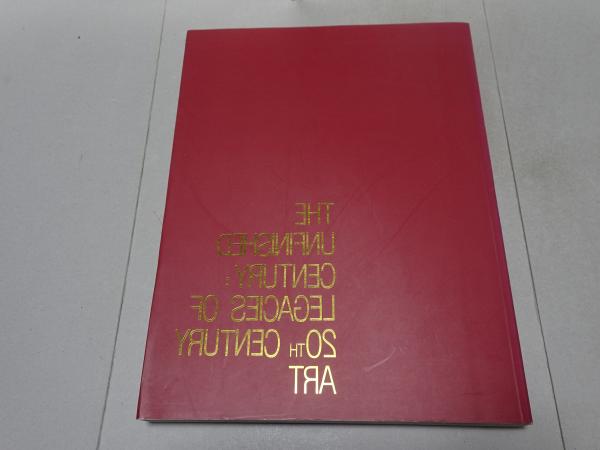 THE
UNFINISHED
CENTURY:
LEGACIES OF
20TH CENTURY
ART